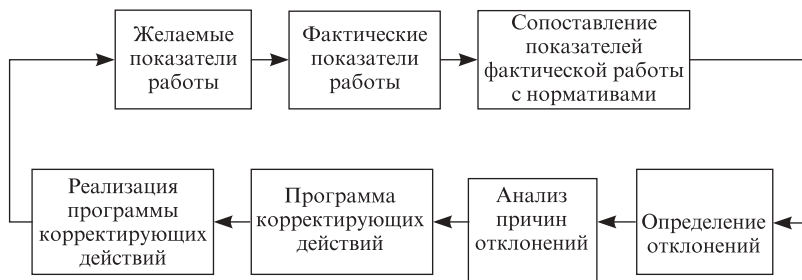 Желаемые
показатели
работы
Фактические
показатели
работы
Сопоставление
показателей
фактической работы
с нормативами
Реализация
программы
корректирующих
действий
Программа
корректирующих
действий
Анализ
причин
отклонений
Определение
отклонений